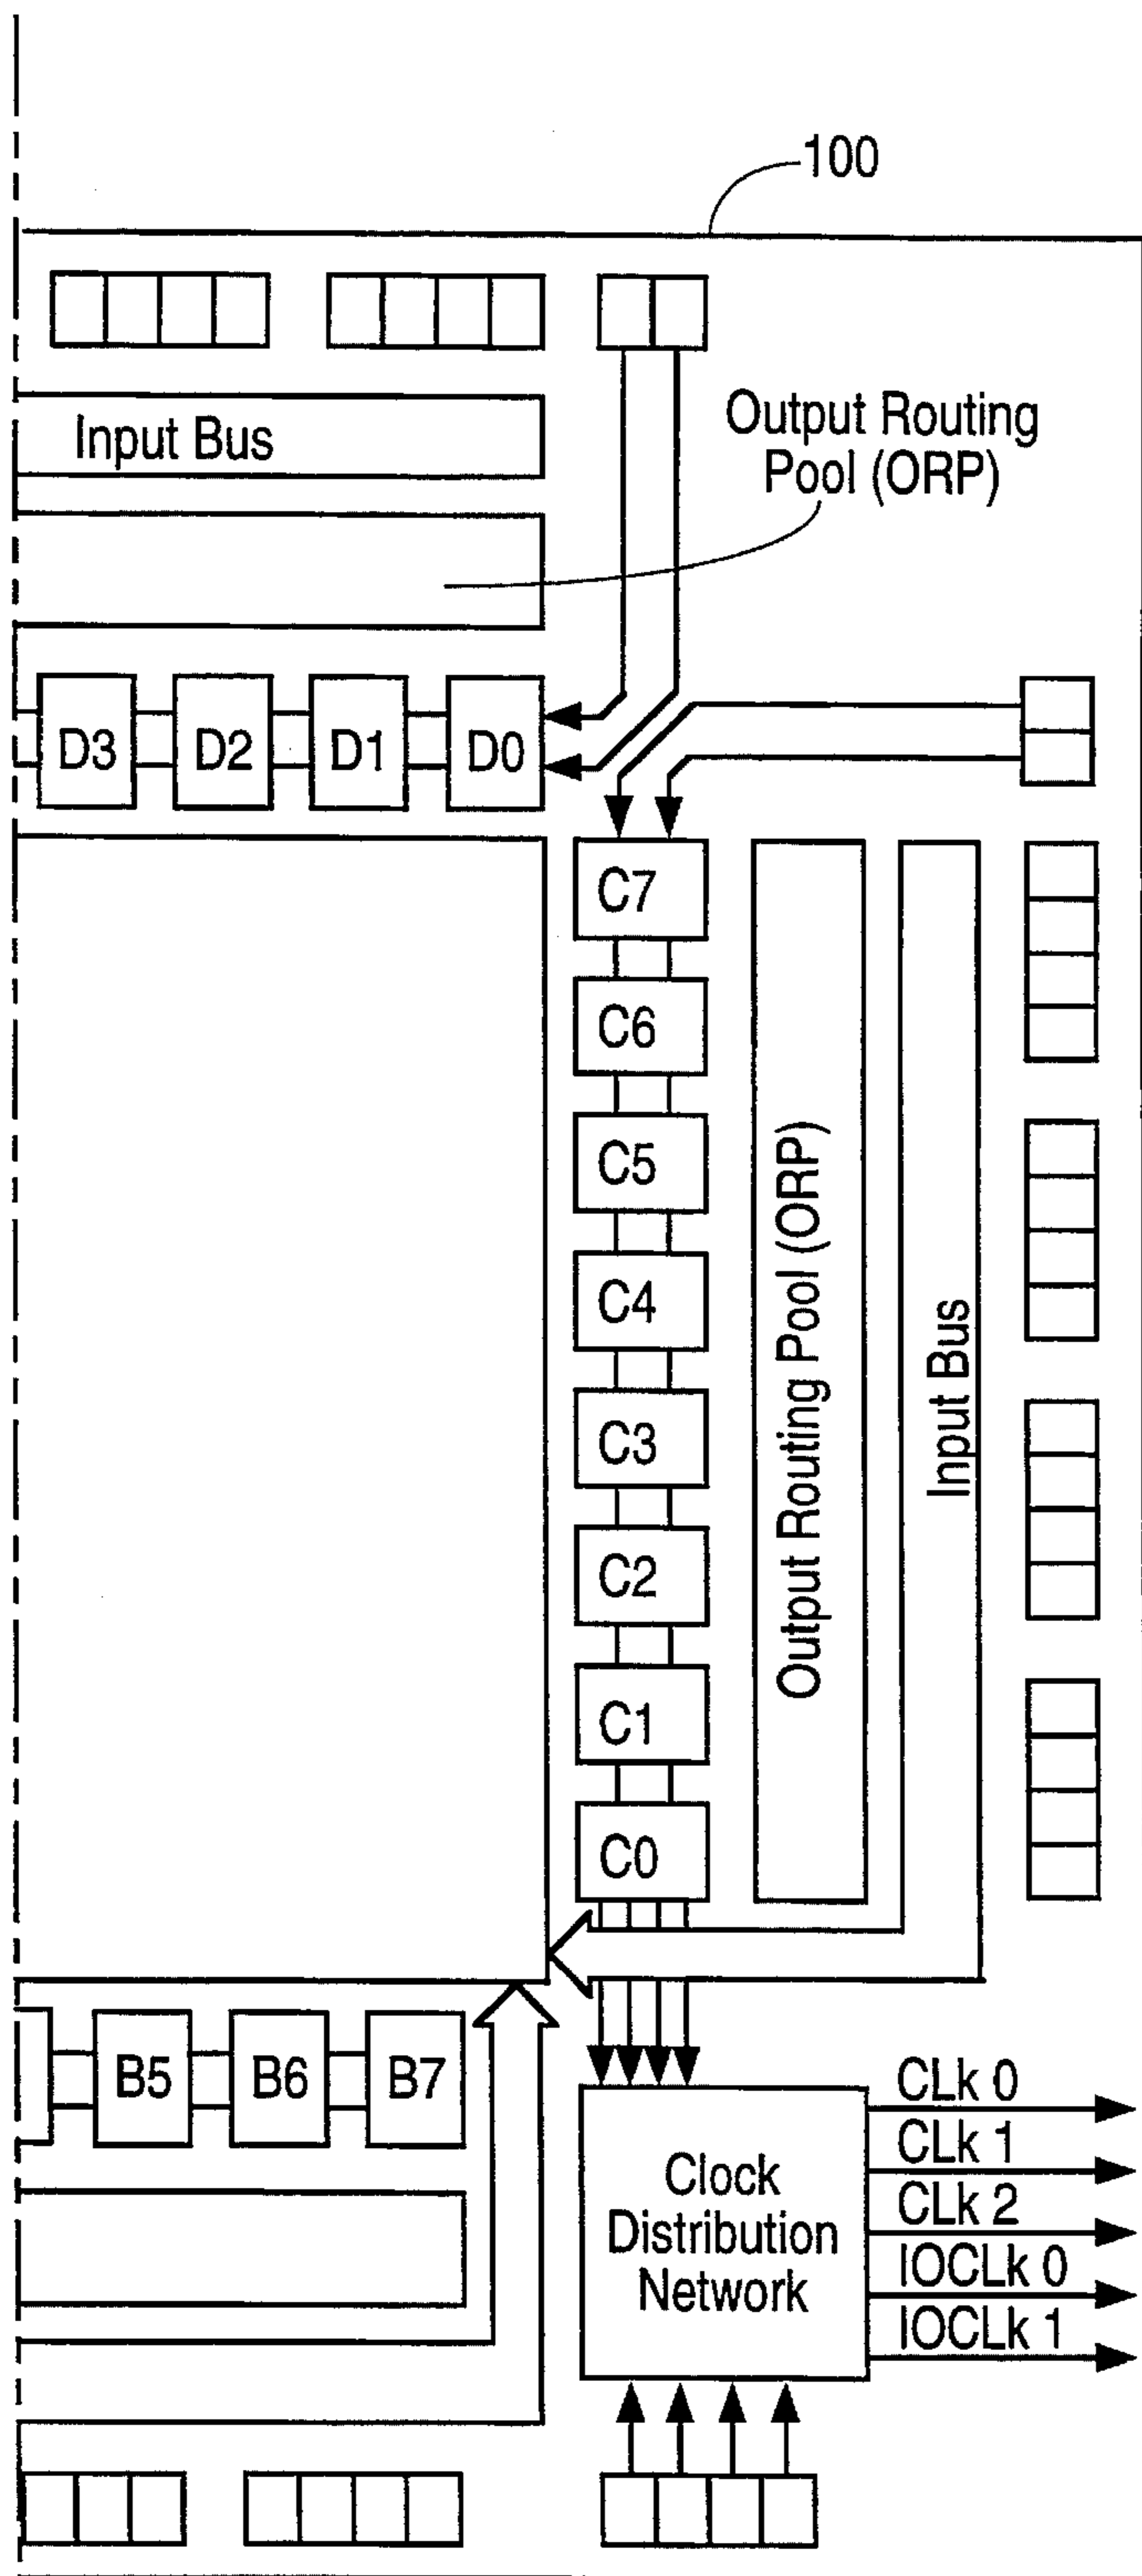 100
Input Bus
Output Routing
Pool (ORP)
D3
D2
D1
D0
C7
C6
C5
C4
C3
C2
C1
C0
Output Routing Pool (ORP)
Input Bus
B5
B6
B7
Clock
Distribution
Network
CLk 0
CLk 1
CLk 2
IOCLk 0
IOCLk 1